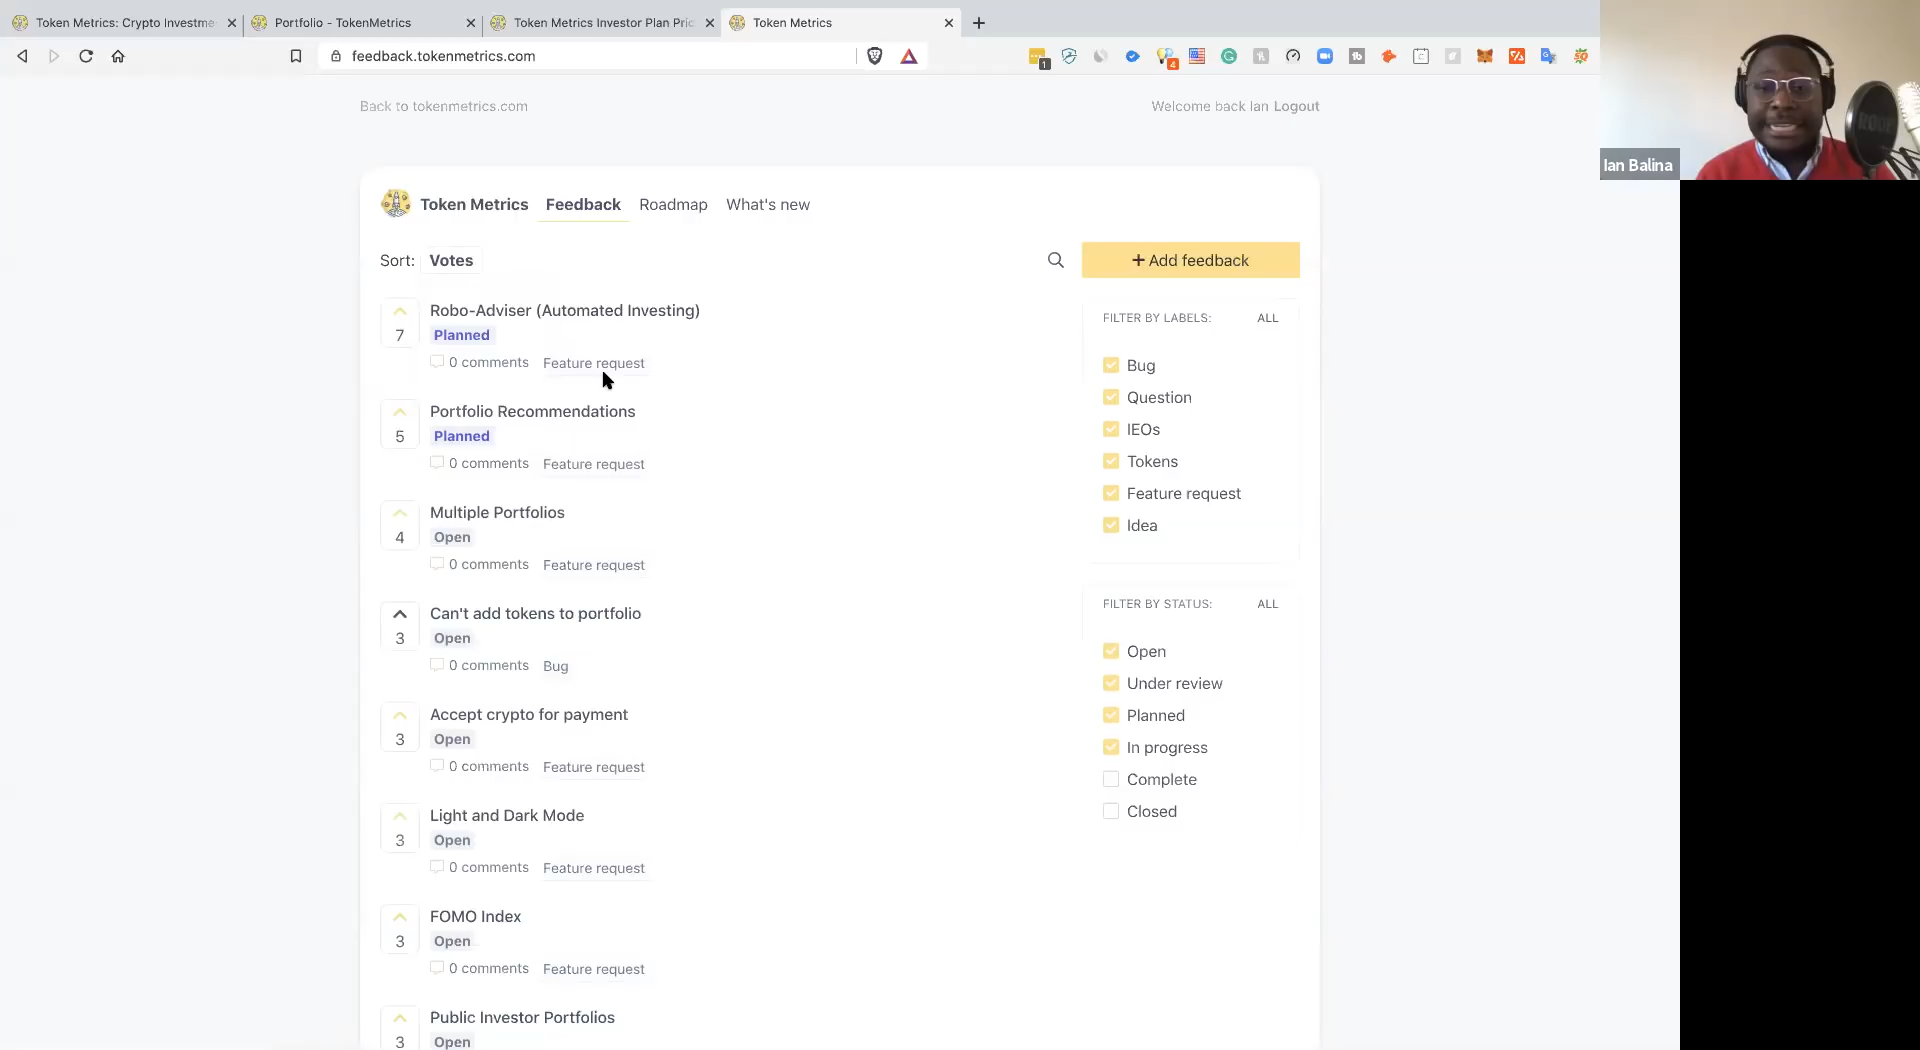 Token Metrics: Crypto Investme
Portfolio - TokenMetrics
Token Metrics Investor Plan Pric
Token Metrics
feedback.tokenmetrics.com
1
4
Ian Balina
Back to tokenmetrics.com
Welcome back Ian Logout
Token Metrics Feedback Roadmap What's new
Sort: Votes
+ Add feedback
Robo-Adviser (Automated Investing)
7
Planned
0 comments Feature request
Portfolio Recommendations
5
Planned
0 comments Feature request
Multiple Portfolios
4
Open
0 comments Feature request
Can't add tokens to portfolio
3
Open
0 comments Bug
Accept crypto for payment
3
Open
0 comments Feature request
Light and Dark Mode
3
Open
0 comments Feature request
FOMO Index
3
Open
0 comments Feature request
Public Investor Portfolios
3
Open
FILTER BY LABELS: ALL
Bug
Question
IEOs
Tokens
Feature request
Idea
FILTER BY STATUS: ALL
Open
Under review
Planned
In progress
Complete
Closed